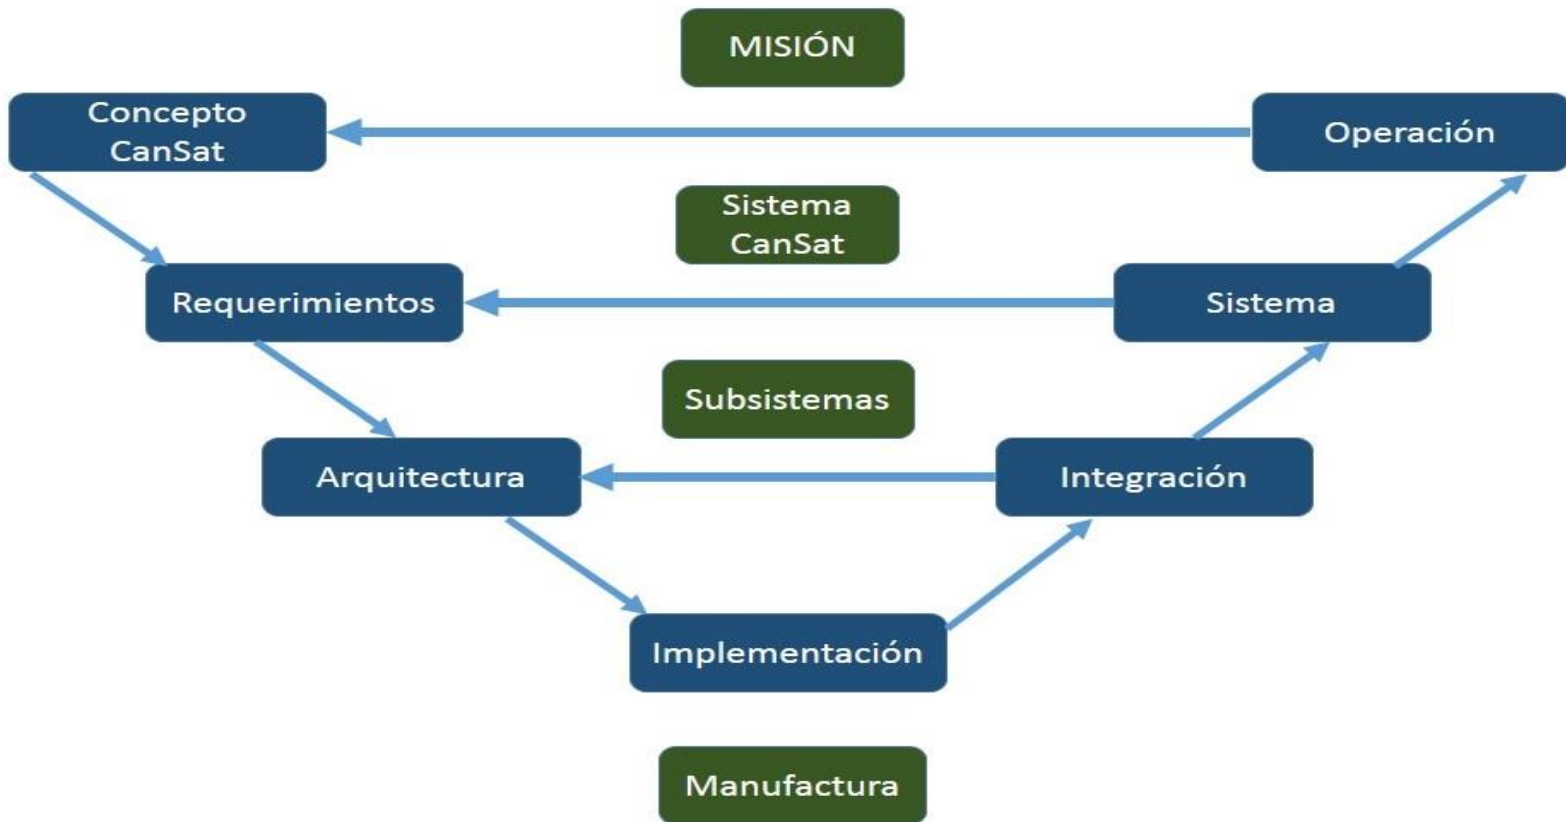 MISIÓN
Concepto
CanSat
Operación
Sistema
CanSat
Requerimientos
Sistema
Subsistemas
Arquitectura
Integración
Implementación
Manufactura